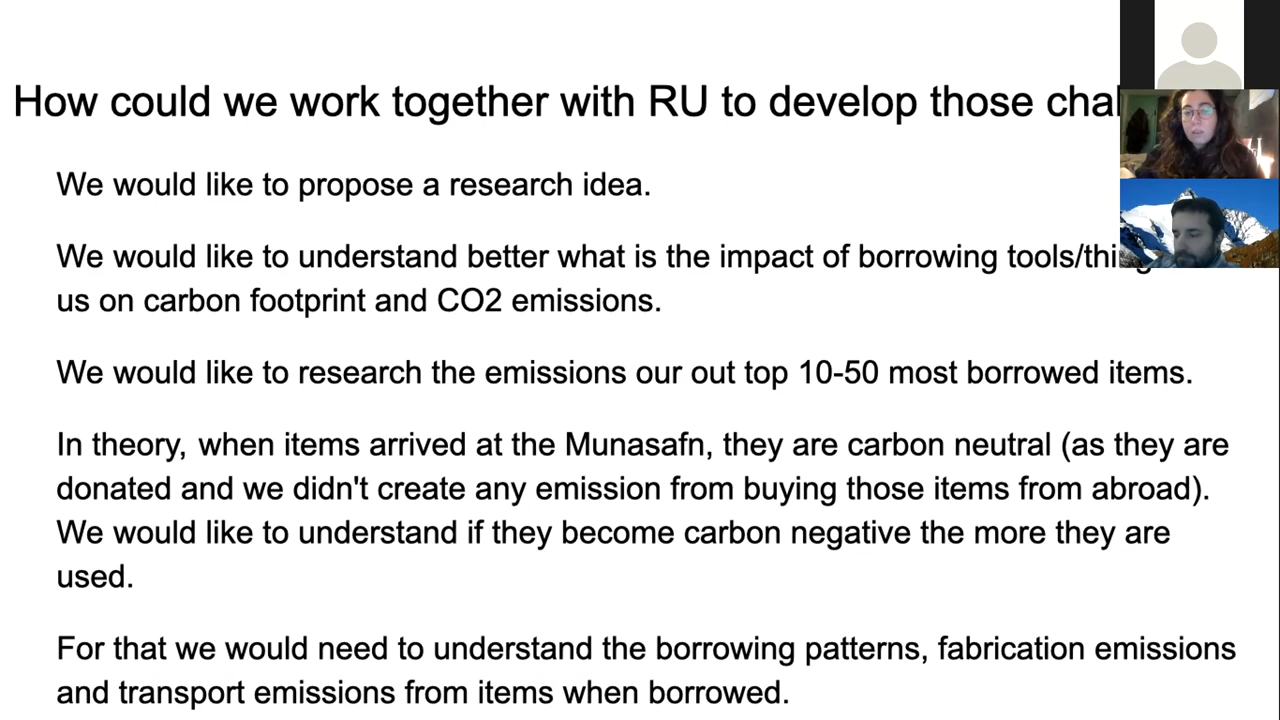 How could we work together with RU to develop those
We would like to propose a research idea.
We would like to understand better what is the impact of borrowing
us on carbon footprint and CO2 emissions.
We would like to research the emissions our out top 10-50 most borrowed items.
In theory, when items arrived at the Munasafn, they are carbon neutral (as they are
donated and we didn't create any emission from buying those items from abroad).
We would like to understand if they become carbon negative the more they are
used.
For that we would need to understand the borrowing patterns, fabrication emissions
and transport emissions from items when borrowed.